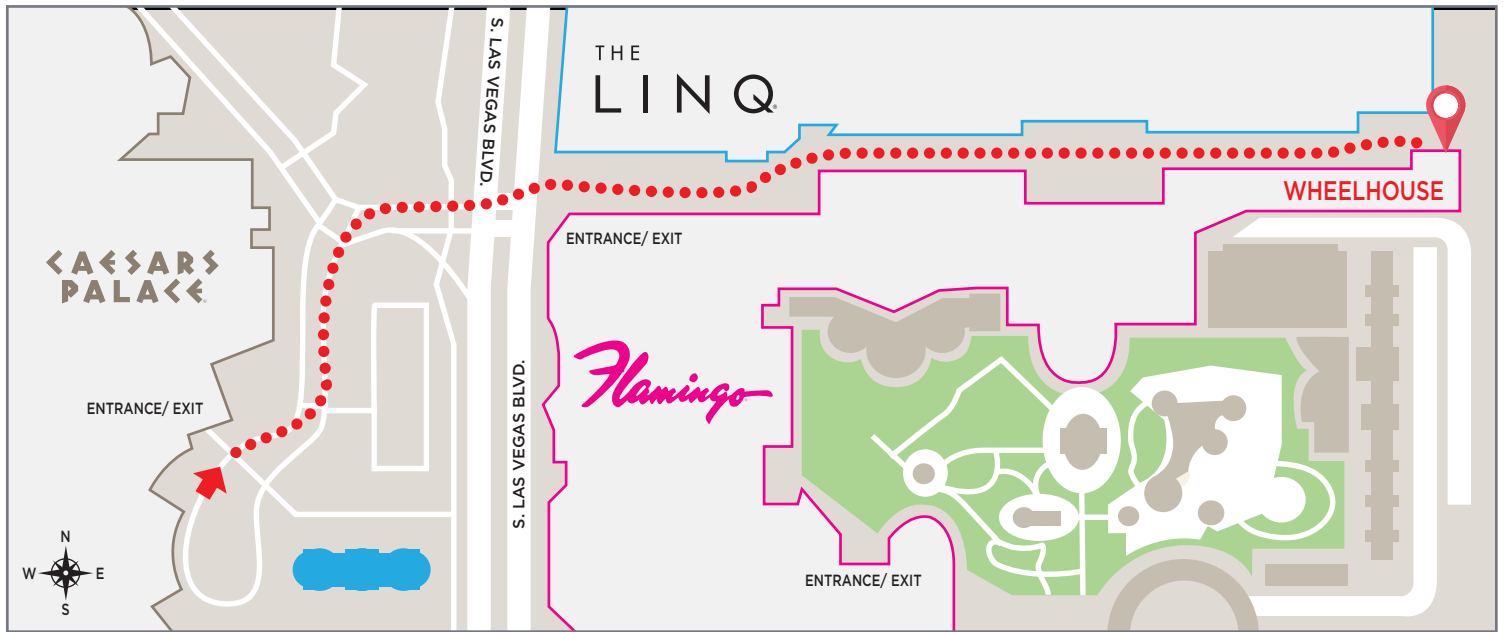 THE
LINQ
S. LAS VEGAS BLVD.
WHEELHOUSE
ENTRANCE/ EXIT
CAESARS
PALACE
Flamingo
S. LAS VEGAS BLVD.
ENTRANCE/ EXIT
ENTRANCE/ EXIT
N
W E
S